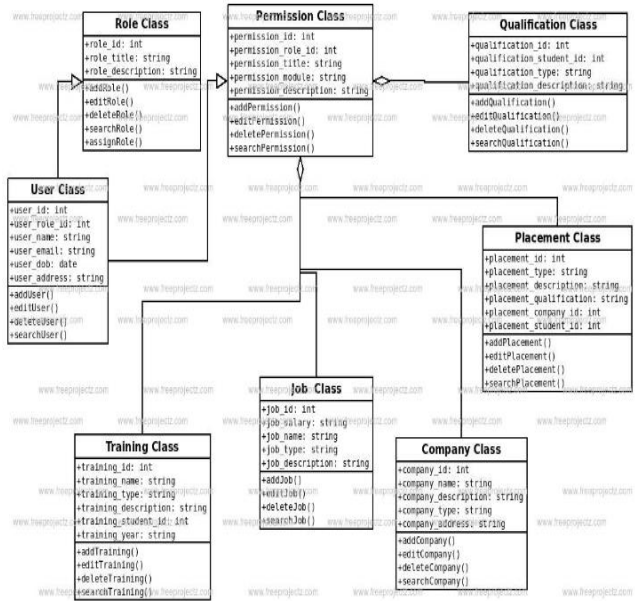 Role Class
+role_id: int
+role_title: string
+role_description: string
+addRole()
+editRole()
+deleteRole()
+searchRole()
+assignRole()
Permission Class
+permission_id: int
+permission_role_id: int
+permission_title: string
+permission_module: string
+permission_description: string
+addPermission()
+editPermission()
+deletePermission()
+searchPermission()
Qualification Class
+qualification_id: int
+qualification_student_id: int
+qualification_type: string
+qualification_description: string
+addQualification()
+editQualification()
+deleteQualification()
+searchQualification()
User Class
+user_id: int
+user_role_id: int
+user_name: string
+user_email: string
+user_dob: date
+user_address: string
+addUser()
+editUser()
+deleteUser()
+searchUser()
Placement Class
+placement_id: int
+placement_type: string
+placement_description: string
+placement_qualification: string
+placement_company_id: int
+placement_student_id: int
+addPlacement()
+editPlacement()
+deletePlacement()
+searchPlacement()
Job Class
+job_id: int
+job_salary: string
+job_name: string
+job_type: string
+job_description: string
+addJob()
+editJob()
+deleteJob()
+searchJob()
Training Class
+training_id: int
+training_name: string
+training_type: string
+training_description: string
+training_student_id: int
+training_year: string
+addTraining()
+editTraining()
+deleteTraining()
+searchTraining()
Company Class
+company_id: int
+company_name: string
+company_description: string
+company_type: string
+company_address: string
+addCompany()
+editCompany()
+deleteCompany()
+searchCompany()
www.freeprojectz.com